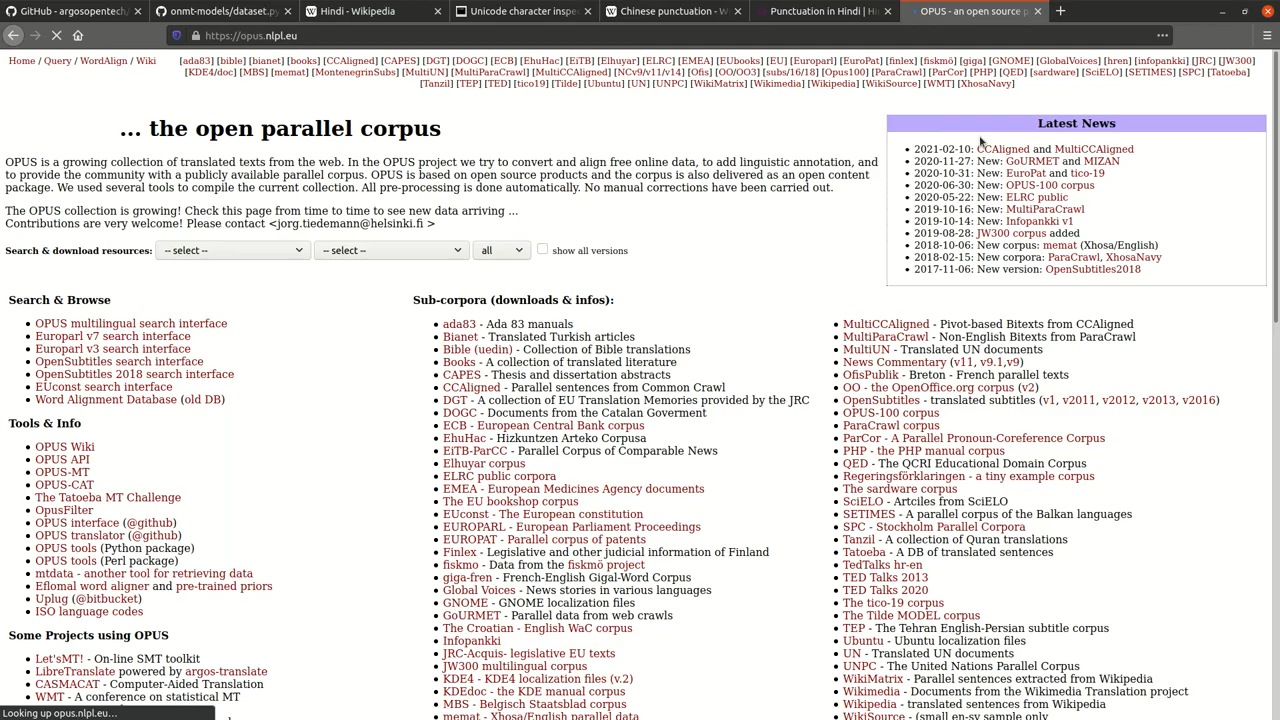 GitHub - argosopentech/
onmt-models/dataset.py
Hindi - Wikipedia
Unicode character inspe
Chinese punctuation - W
Punctuation in Hindi | Hi
OPUS - an open source p
https://opus.nlpl.eu
Home / Query / WordAlign / Wiki
[ada83] [bible] [bianet] [books] [CCAligned] [CAPES] [DGT] [DOGC] [ECB] [EhuHac] [EiTB] [Elhuyar] [ELRC] [EMEA] [EUbooks] [EU] [Europarl] [EuroPat] [finlex] [fiskmö] [giga] [GNOME] [GlobalVoices] [hren] [infopankki] [JRC] [JW300]
[KDE4/doc] [MBS] [memat] [MontenegrinSubs] [MultiUN] [MultiParaCrawl] [MultiCCAligned] [NCv9/v11/v14] [Ofis] [OO/OO3] [subs/16/18] [Opus100] [ParaCrawl] [ParCor] [PHP] [QED] [sardware] [SciELO] [SETIMES] [SPC] [Tatoeba]
[Tanzil] [TEP] [TED] [tico19] [Tilde] [Ubuntu] [UN] [UNPC] [WikiMatrix] [Wikimedia] [Wikipedia] [WikiSource] [WMT] [XhosaNavy]
... the open parallel corpus
OPUS is a growing collection of translated texts from the web. In the OPUS project we try to convert and align free online data, to add linguistic annotation, and
to provide the community with a publicly available parallel corpus. OPUS is based on open source products and the corpus is also delivered as an open content
package. We used several tools to compile the current collection. All pre-processing is done automatically. No manual corrections have been carried out.
The OPUS collection is growing! Check this page from time to time to see new data arriving ...
Contributions are very welcome! Please contact <jorg.tiedemann@helsinki.fi >
Search & download resources: -- select -- -- select -- all show all versions
Latest News
2021-02-10: CCAligned and MultiCCAligned
2020-11-27: New: GoURMET and MIZAN
2020-10-31: New: EuroPat and tico-19
2020-06-30: New: OPUS-100 corpus
2020-05-22: New: ELRC public
2019-10-16: New: MultiParaCrawl
2019-10-14: New: Infopankki v1
2019-08-28: JW300 corpus added
2018-10-06: New corpus: memat (Xhosa/English)
2018-02-15: New corpora: ParaCrawl, XhosaNavy
2017-11-06: New version: OpenSubtitles2018
Search & Browse
OPUS multilingual search interface
Europarl v7 search interface
Europarl v3 search interface
OpenSubtitles search interface
OpenSubtitles 2018 search interface
EUconst search interface
Word Alignment Database (old DB)
Tools & Info
OPUS Wiki
OPUS API
OPUS-MT
OPUS-CAT
The Tatoeba MT Challenge
OpusFilter
OPUS interface (@github)
OPUS translator (@github)
OPUS tools (Python package)
OPUS tools (Perl package)
mtdata - another tool for retrieving data
Eflomal word aligner and pre-trained priors
Uplug (@bitbucket)
ISO language codes
Some Projects using OPUS
Let'sMT! - On-line SMT toolkit
LibreTranslate powered by argos-translate
CASMACAT - Computer-Aided Translation
WMT - A conference on statistical MT
Sub-corpora (downloads & infos):
ada83 - Ada 83 manuals
Bianet - Translated Turkish articles
Bible (uedin) - Collection of Bible translations
Books - A collection of translated literature
CAPES - Thesis and dissertation abstracts
CCAligned - Parallel sentences from Common Crawl
DGT - A collection of EU Translation Memories provided by the JRC
DOGC - Documents from the Catalan Goverment
ECB - European Central Bank corpus
EhuHac - Hizkuntzen Arteko Corpusa
EiTB-ParCC - Parallel Corpus of Comparable News
Elhuyar corpus
ELRC public corpora
EMEA - European Medicines Agency documents
The EU bookshop corpus
EUconst - The European constitution
EUROPARL - European Parliament Proceedings
EUROPAT - Parallel corpus of patents
Finlex - Legislative and other judicial information of Finland
fiskmo - Data from the fiskmö project
giga-fren - French-English Gigal-Word Corpus
Global Voices - News stories in various languages
GNOME - GNOME localization files
GoURMET - Parallel data from web crawls
The Croatian - English WaC corpus
Infopankki
JRC-Acquis- legislative EU texts
JW300 multilingual corpus
KDE4 - KDE4 localization files (v.2)
KDEdoc - the KDE manual corpus
MBS - Belgisch Staatsblad corpus
memat - Xhosa/English parallel data
MultiCCAligned - Pivot-based Bitexts from CCAligned
MultiParaCrawl - Non-English Bitexts from ParaCrawl
MultiUN - Translated UN documents
News Commentary (v11, v9.1,v9)
OfisPublik - Breton - French parallel texts
OO - the OpenOffice.org corpus (v2)
OpenSubtitles - translated subtitles (v1, v2011, v2012, v2013, v2016)
OPUS-100 corpus
ParaCrawl corpus
ParCor - A Parallel Pronoun-Coreference Corpus
PHP - the PHP manual corpus
QED - The QCRI Educational Domain Corpus
Regeringsförklaringen - a tiny example corpus
The sardware corpus
SciELO - Artciles from SciELO
SETIMES - A parallel corpus of the Balkan languages
SPC - Stockholm Parallel Corpora
Tanzil - A collection of Quran translations
Tatoeba - A DB of translated sentences
TedTalks hr-en
TED Talks 2013
TED Talks 2020
The tico-19 corpus
The Tilde MODEL corpus
TEP - The Tehran English-Persian subtitle corpus
Ubuntu - Ubuntu localization files
UN - Translated UN documents
UNPC - The United Nations Parallel Corpus
WikiMatrix - Parallel sentences extracted from Wikipedia
Wikimedia - Documents from the Wikimedia Translation project
Wikipedia - translated sentences from Wikipedia
WikiSource - (small en-sv sample only
Looking up opus.nlpl.eu…